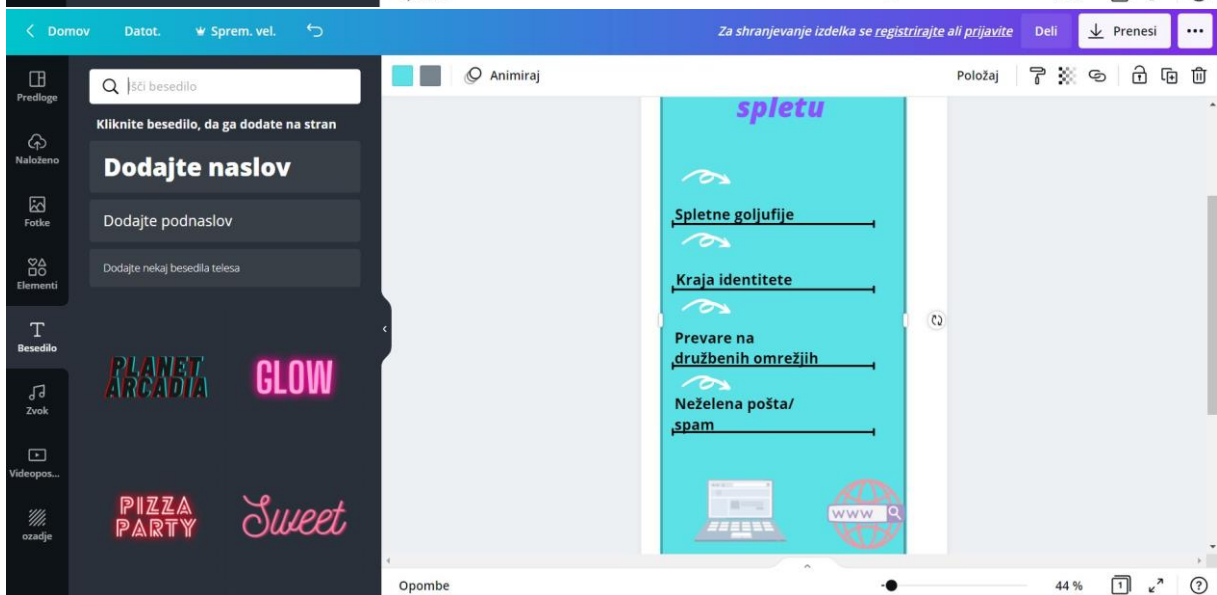 Domov
Datot.
Sprem. vel.
Za shranjevanje izdelka se registrirajte ali prijavite
Deli
Prenesi
Predloge
Naloženo
Fotke
Elementi
Besedilo
Zvok
Videopos...
ozadje
Išči besedilo
Kliknite besedilo, da ga dodate na stran
Dodajte naslov
Dodajte podnaslov
Dodajte nekaj besedila telesa
PLANET
ARCADIA
GLOW
PIZZA
PARTY
Sweet
Animiraj
Položaj
spletu
Spletne goljufije
Kraja identitete
Prevare na
družbenih omrežjih
Neželena pošta/
spam
WWW
Opombe
44 %
1